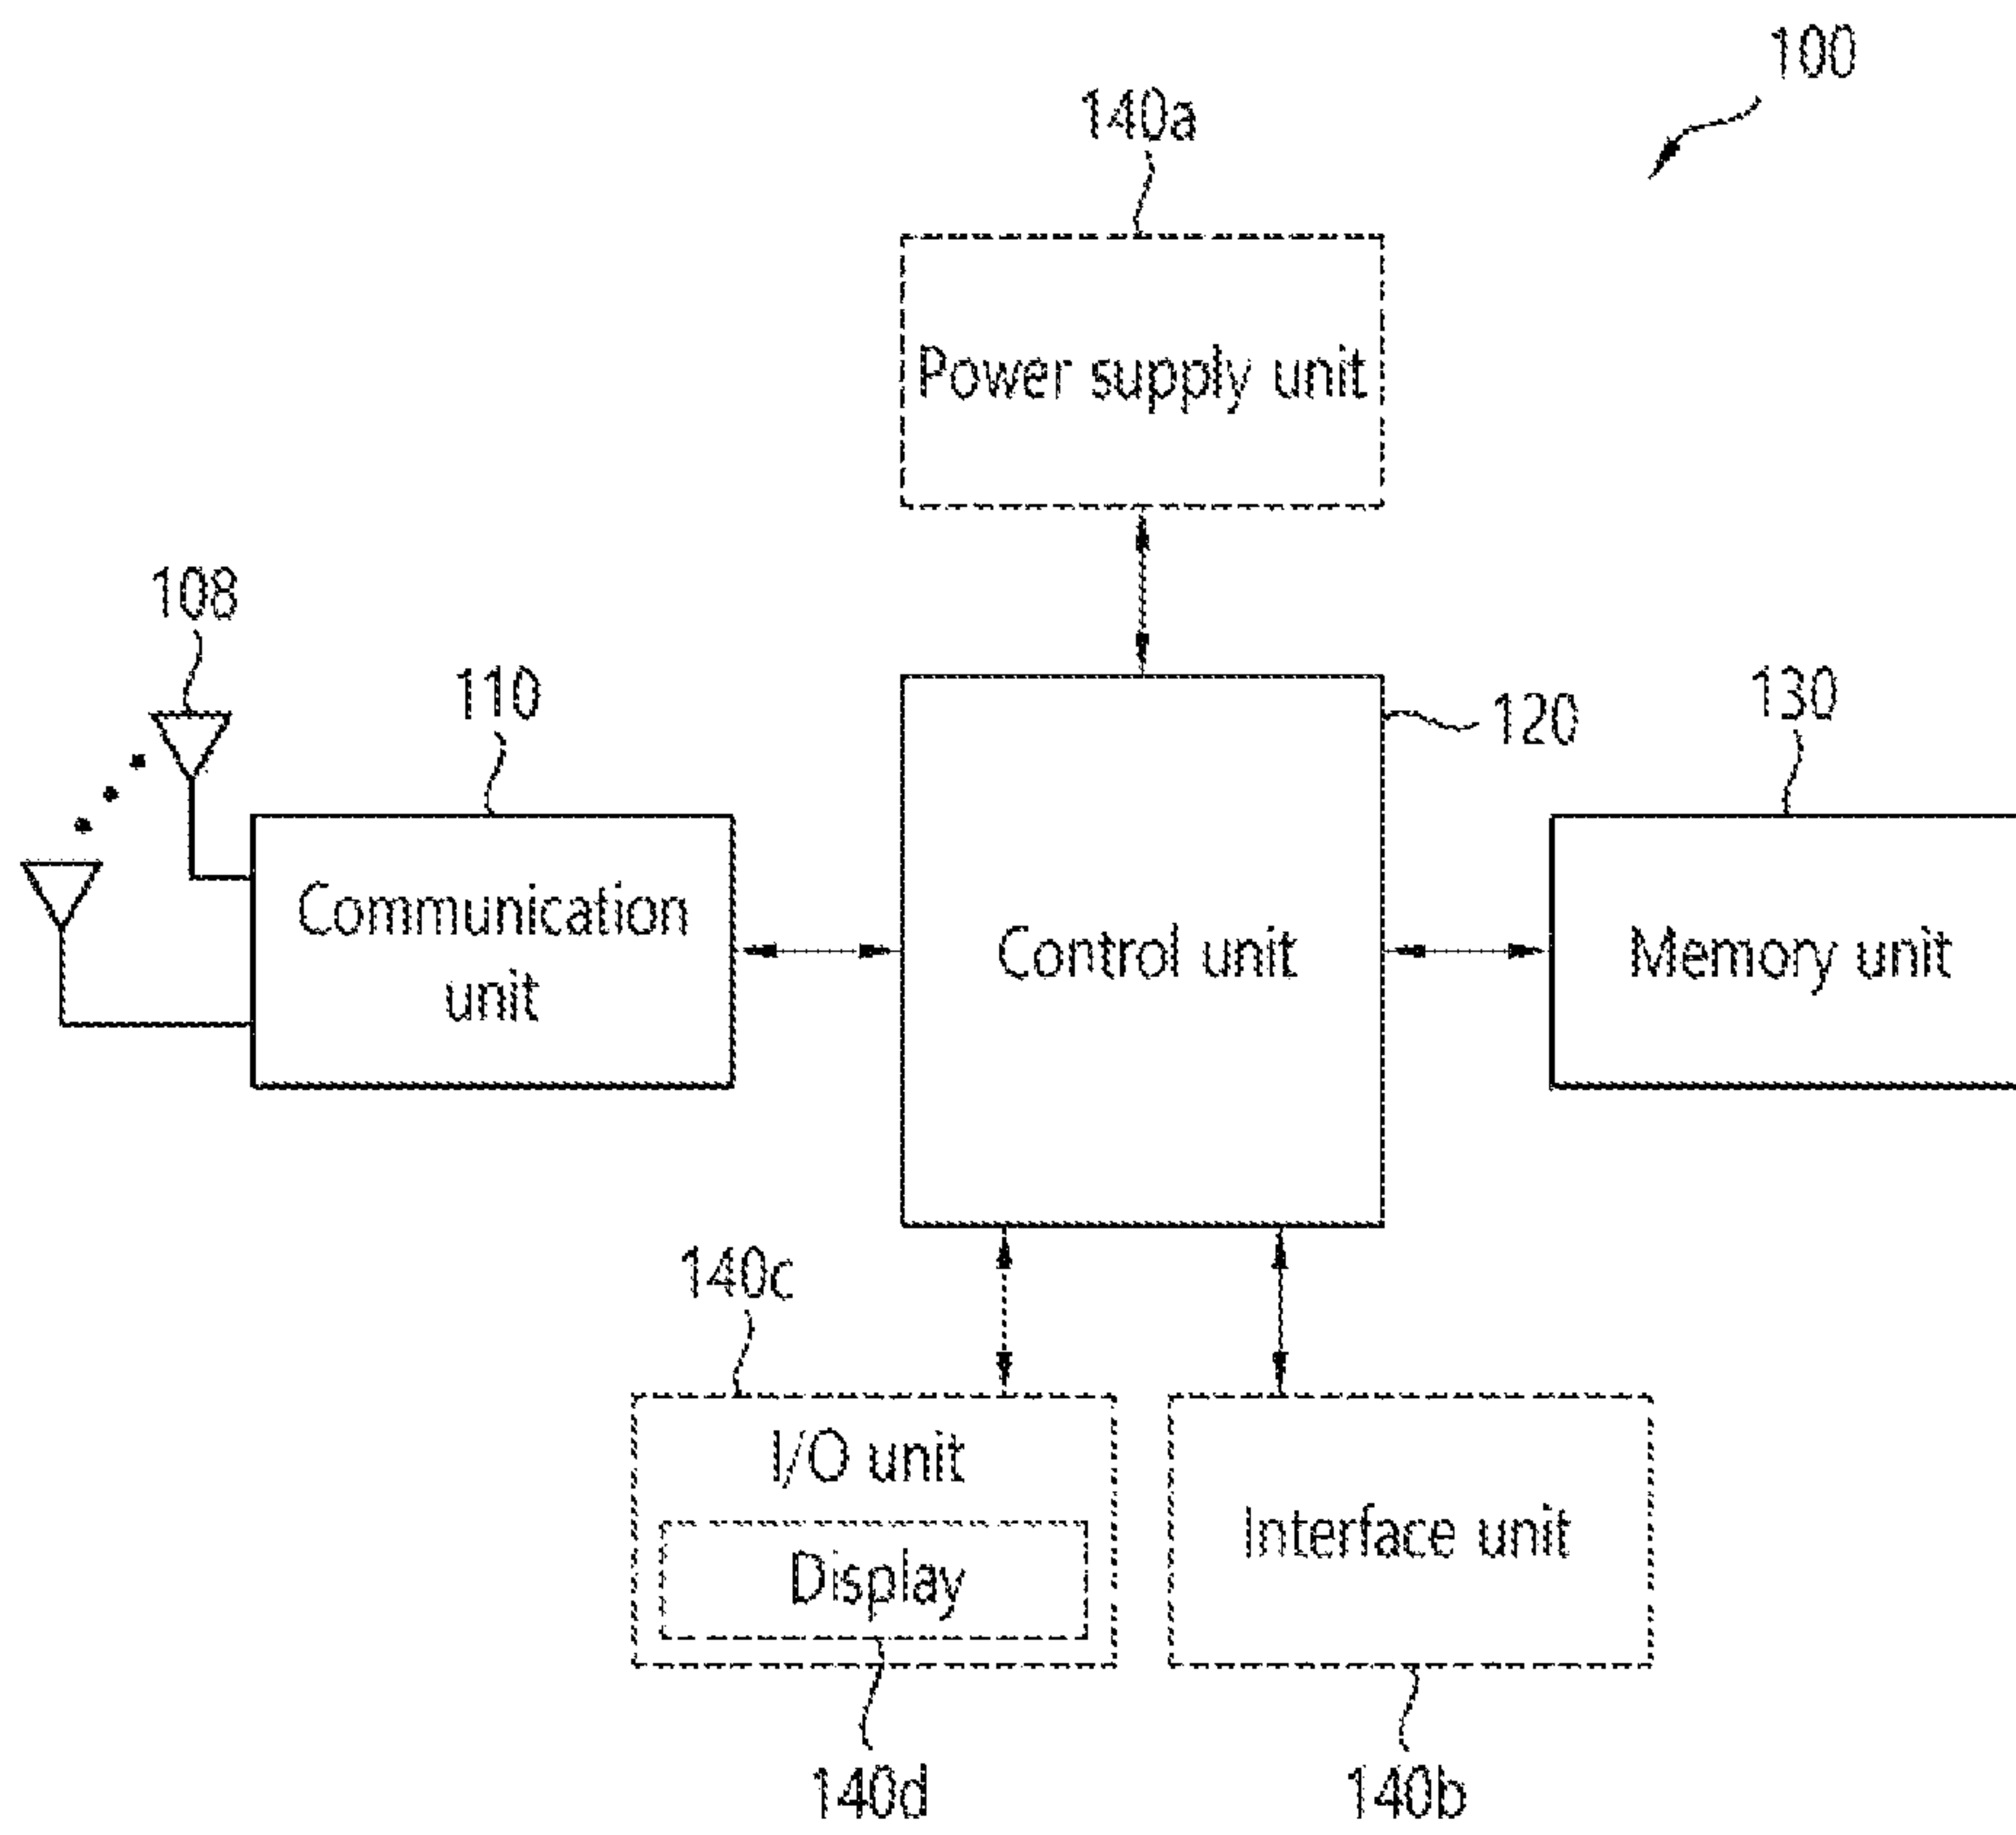 100
140a
Power supply unit
108
110
120
130
Communication
unit
Control unit
Memory unit
140c
I/O unit
Display
Interface unit
140d
140b